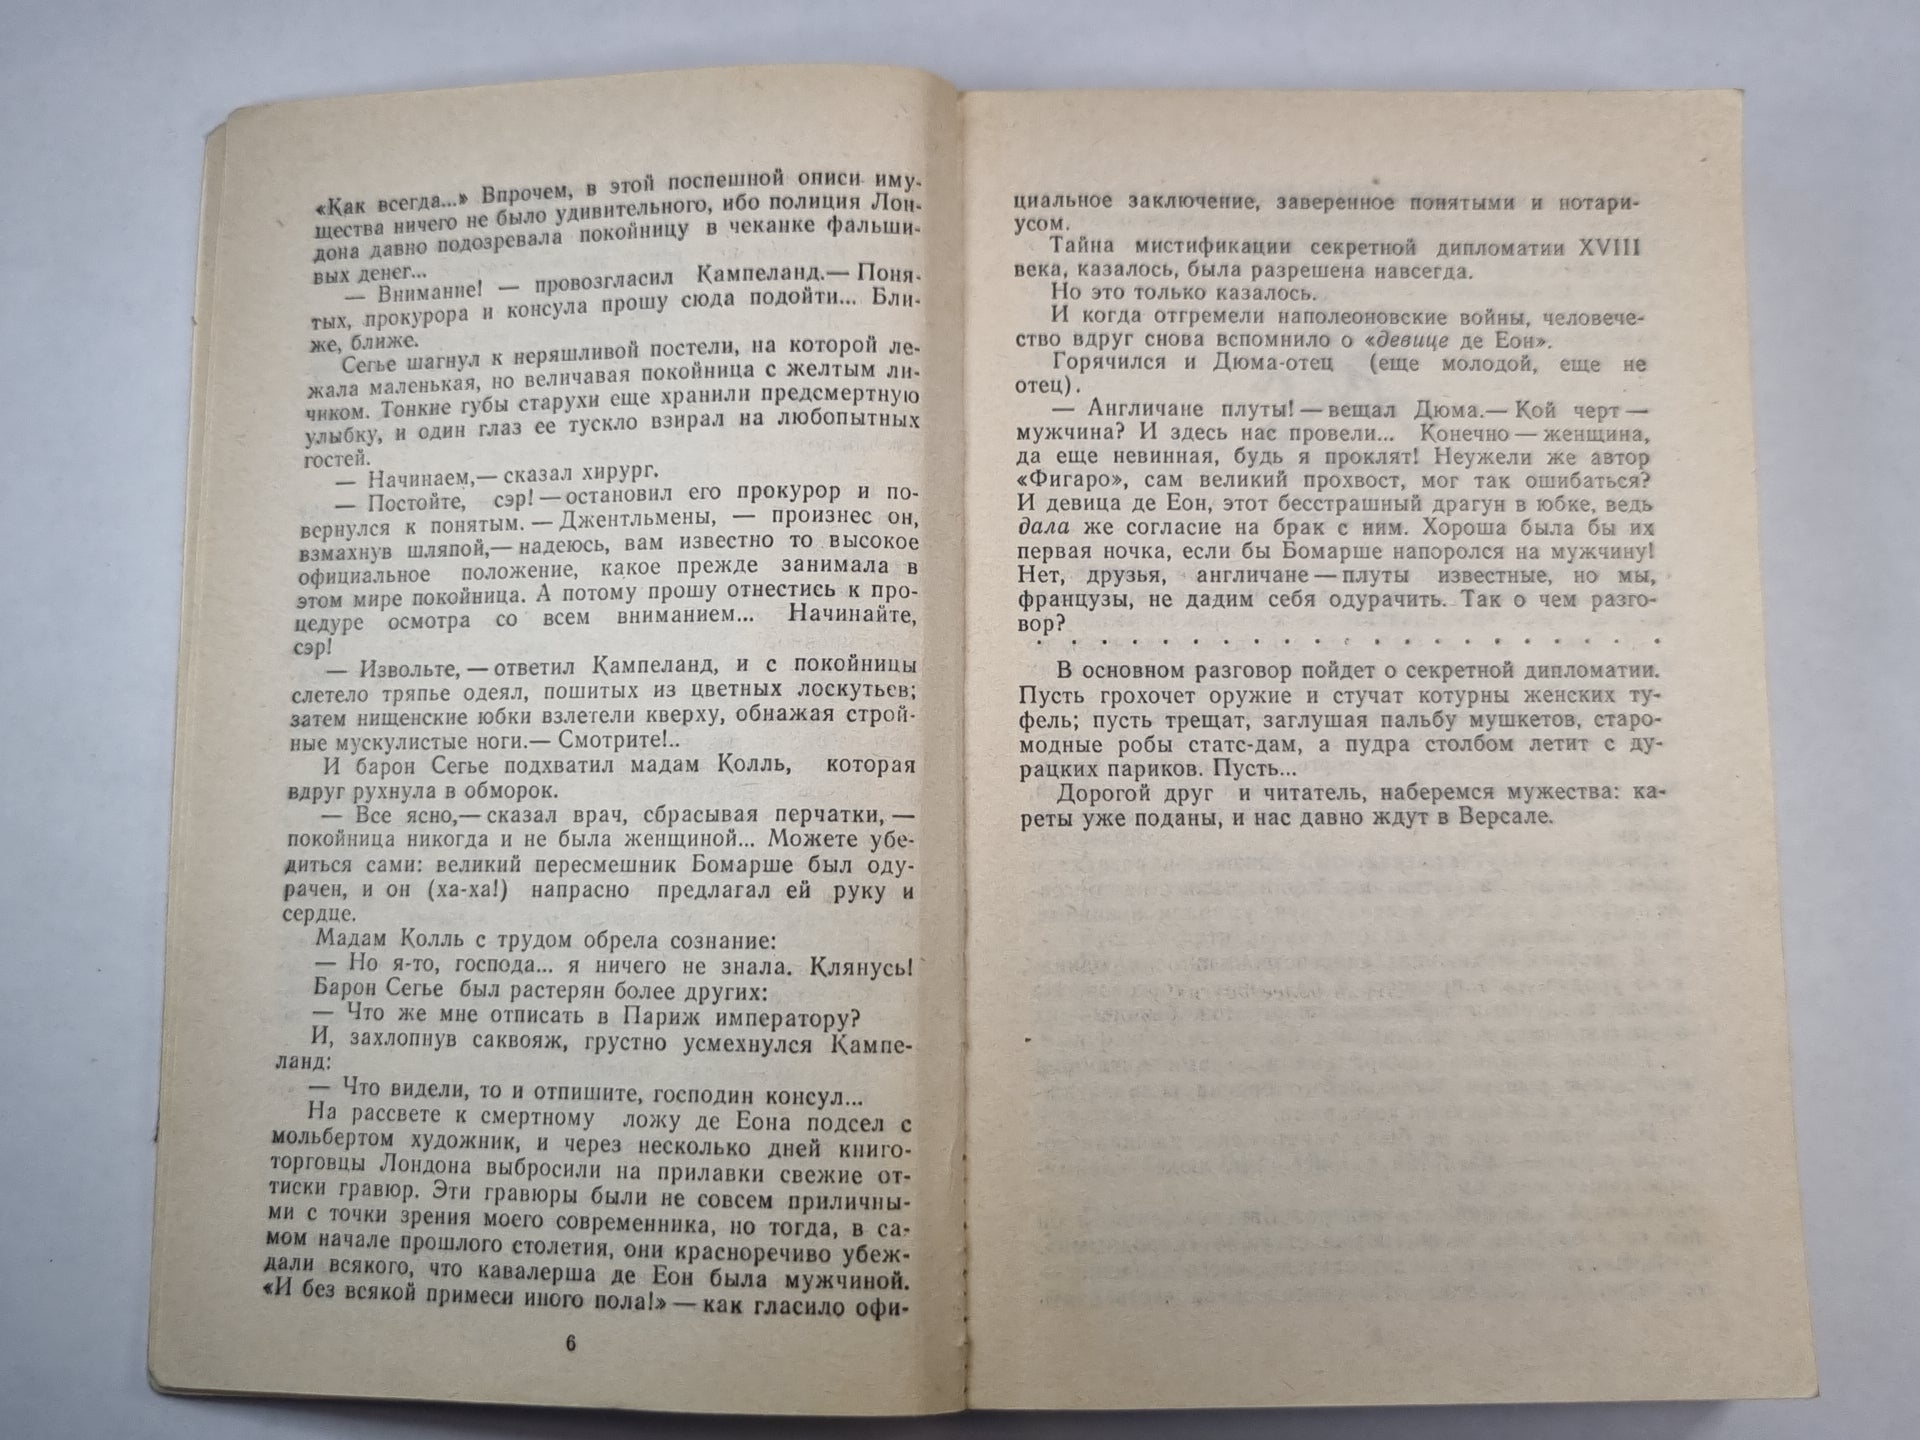 «Как всегда...» Впрочем, в этой поспешной описи иму-
щества ничего не было удивительного, ибо полиция Лон-
дона давно подозревала покойницу в чеканке фальши-
вых денег...
— Внимание! — провозгласил Кампеланд.— Поня-
тых, прокурора и консула прошу сюда подойти... Бли-
же, ближе.
Сегье шагнул к неряшливой постели, на которой ле-
жала маленькая, но величавая покойница с желтым ли-
чиком. Тонкие губы старухи еще хранили предсмертную
улыбку, и один глаз ее тускло взирал на любопытных
гостей.
— Начинаем,— сказал хирург.
— Постойте, сэр! — остановил его прокурор и по-
вернулся к понятым. — Джентльмены, — произнес он,
взмахнув шляпой,— надеюсь, вам известно то высокое
официальное положение, какое прежде занимала в
этом мире покойница. А потому прошу отнестись к про-
цедуре осмотра со всем вниманием... Начинайте,
сэр!
— Извольте, — ответил Кампеланд, и с покойницы
слетело тряпье одеял, пошитых из цветных лоскутьев;
затем нищенские юбки взлетели кверху, обнажая строй-
ные мускулистые ноги.— Смотрите!..
И барон Сегье подхватил мадам Колль, которая
вдруг рухнула в обморок.
— Все ясно,— сказал врач, сбрасывая перчатки, —
покойница никогда и не была женщиной... Можете убе-
диться сами: великий пересмешник Бомарше был оду-
рачен, и он (ха-ха!) напрасно предлагал ей руку и
сердце.
Мадам Колль с трудом обрела сознание:
— Но я-то, господа... я ничего не знала. Клянусь!
Барон Сегье был растерян более других:
— Что же мне отписать в Париж императору?
И, захлопнув саквояж, грустно усмехнулся Кампе-
ланд:
— Что видели, то и отпишите, господин консул...
На рассвете к смертному ложу де Еона подсел с
мольбертом художник, и через несколько дней книго-
торговцы Лондона выбросили на прилавки свежие от-
тиски гравюр. Эти гравюры были не совсем приличны-
ми с точки зрения моего современника, но тогда, в са-
мом начале прошлого столетия, они красноречиво убеж-
дали всякого, что кавалерша де Еон была мужчиной.
«И без всякой примеси иного пола!» — как гласило офи-
6
циальное заключение, заверенное понятыми и нотари-
усом.
Тайна мистификации секретной дипломатии XVIII
века, казалось, была разрешена навсегда.
Но это только казалось.
И когда отгремели наполеоновские войны, человече-
ство вдруг снова вспомнило о «девице де Еон».
Горячился и Дюма-отец (еще молодой, еще не
отец).
— Англичане плуты! — вещал Дюма.— Кой черт —
мужчина? И здесь нас провели... Конечно — женщина,
да еще невинная, будь я проклят! Неужели же автор
«Фигаро», сам великий прохвост, мог так ошибаться?
И девица де Еон, этот бесстрашный драгун в юбке, ведь
дала же согласие на брак с ним. Хороша была бы их
первая ночка, если бы Бомарше напоролся на мужчину!
Нет, друзья, англичане — плуты известные, но мы,
французы, не дадим себя одурачить. Так о чем разго-
вор?
. . . . . . . . . . . . . . . . . . .
В основном разговор пойдет о секретной дипломатии.
Пусть грохочет оружие и стучат котурны женских ту-
фель; пусть трещат, заглушая пальбу мушкетов, старо-
модные робы статс-дам, а пудра столбом летит с ду-
рацких париков. Пусть...
Дорогой друг и читатель, наберемся мужества: ка-
реты уже поданы, и нас давно ждут в Версале.